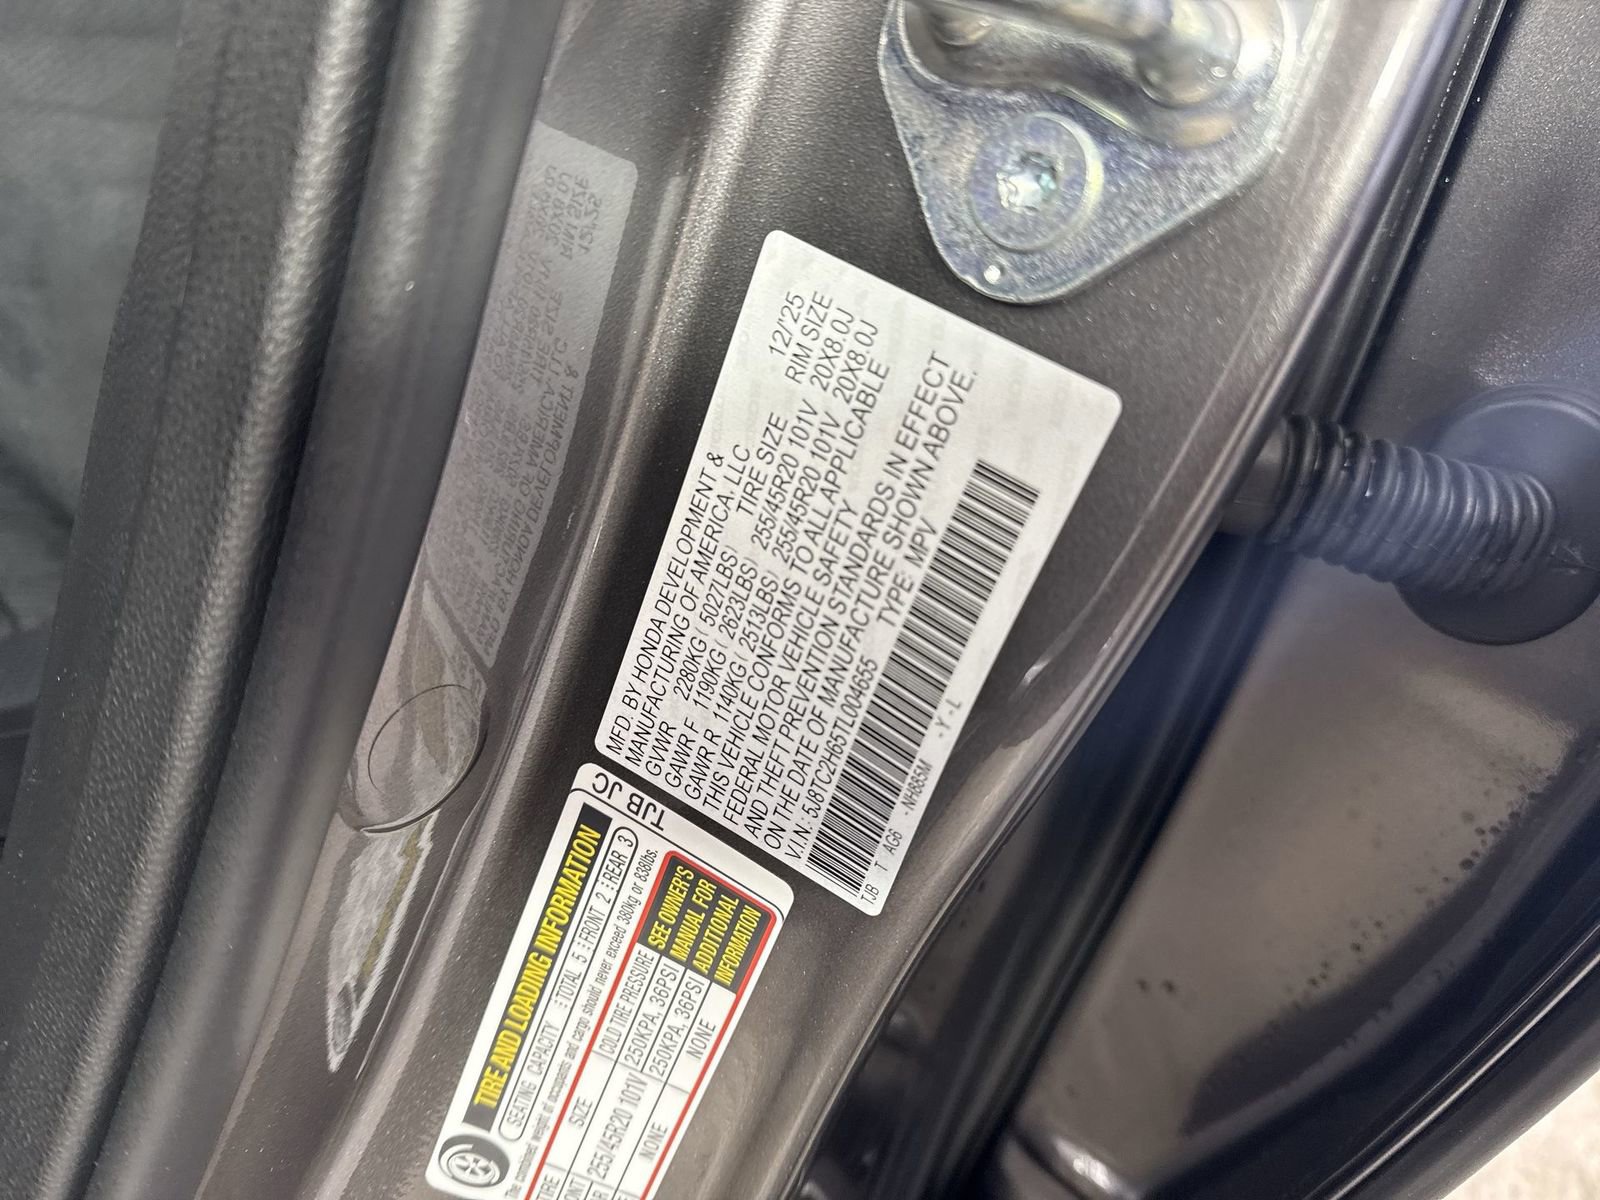 MFD. BY HONDA DEVELOPMENT &
MANUFACTURING OF AMERICA, LLC 12/'25
GVWR 2280KG( 5027LBS) TIRE SIZE RIM SIZE
GAWR F 1190KG( 2623LBS) 255/45R20 101V 20X8.0J
GAWR R 1140KG( 2513LBS) 255/45R20 101V 20X8.0J
THIS VEHICLE CONFORMS TO ALL APPLICABLE
FEDERAL MOTOR VEHICLE SAFETY
AND THEFT PREVENTION STANDARDS IN EFFECT
ON THE DATE OF MANUFACTURE SHOWN ABOVE.
V.I.N.: 5J8TC2H65TL004655 TYPE: MPV
TJB T AG6 -NH885M -Y-L
TJB JC
TIRE AND LOADING INFORMATION
SEATING CAPACITY : TOTAL 5 : FRONT 2 : REAR 3
The combined weight of occupants and cargo should never exceed 380kg or 838lbs.
SIZE COLD TIRE PRESSURE
255/45R20 101V 250KPA, 36PSI
250KPA, 36PSI
NONE NONE
SEE OWNER'S
MANUAL FOR
ADDITIONAL
INFORMATION